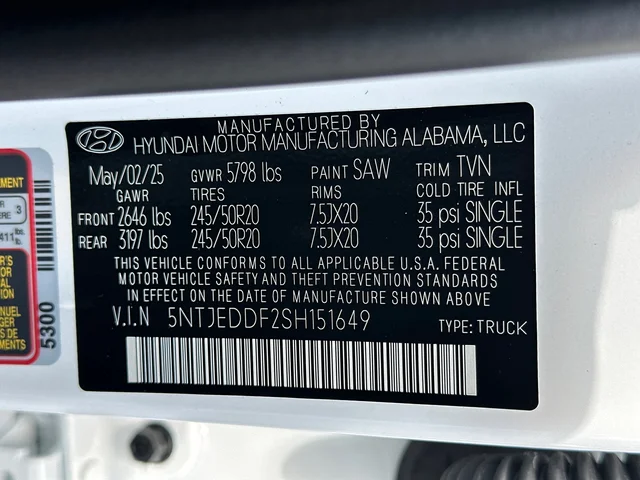 MANUFACTURED BY
HYUNDAI MOTOR MANUFACTURING ALABAMA, LLC
May/02/25 GVWR 5798 lbs PAINT SAW TRIM TVN
GAWR TIRES RIMS COLD TIRE INFL
FRONT 2646 lbs 245/50R20 7.5JX20 35 psi SINGLE
REAR 3197 lbs 245/50R20 7.5JX20 35 psi SINGLE
THIS VEHICLE CONFORMS TO ALL APPLICABLE U.S.A. FEDERAL
MOTOR VEHICLE SAFETY AND THEFT PREVENTION STANDARDS
IN EFFECT ON THE DATE OF MANUFACTURE SHOWN ABOVE.
V.I.N 5NTJEDDF2SH151649 TYPE: TRUCK
3
411 lbs.
5300